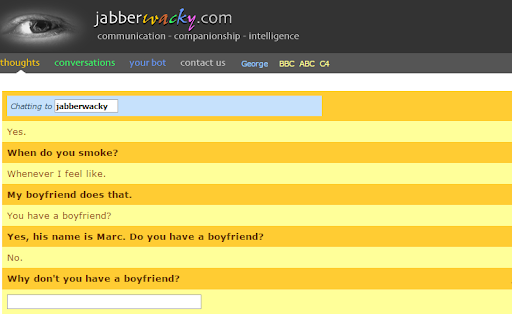 jabberwacky.com
communication - companionship - intelligence
thoughts conversations your bot contact us George BBC ABC C4
Chatting to jabberwacky
Yes.
When do you smoke?
Whenever I feel like.
My boyfriend does that.
You have a boyfriend?
Yes, his name is Marc. Do you have a boyfriend?
No.
Why don't you have a boyfriend?